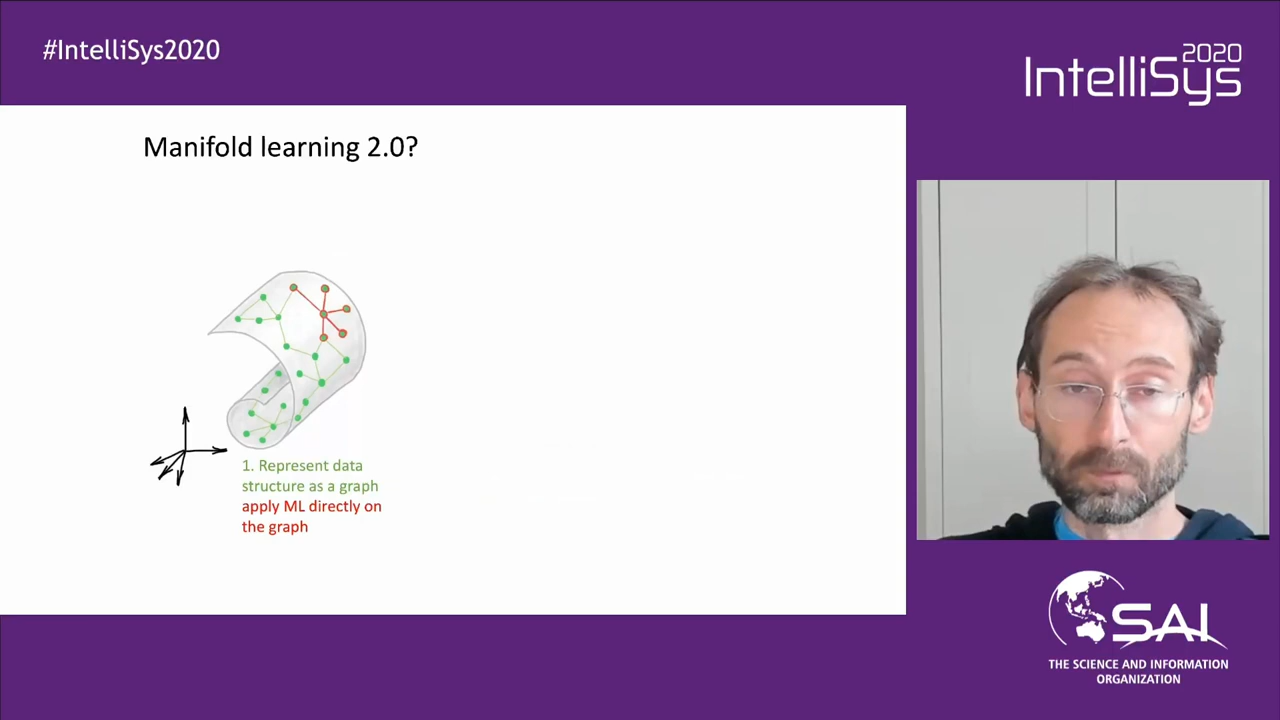 #IntelliSys2020
2020
IntelliSys
Manifold learning 2.0?
1. Represent data
structure as a graph
apply ML directly on
the graph
SAI
THE SCIENCE AND INFORMATION
ORGANIZATION